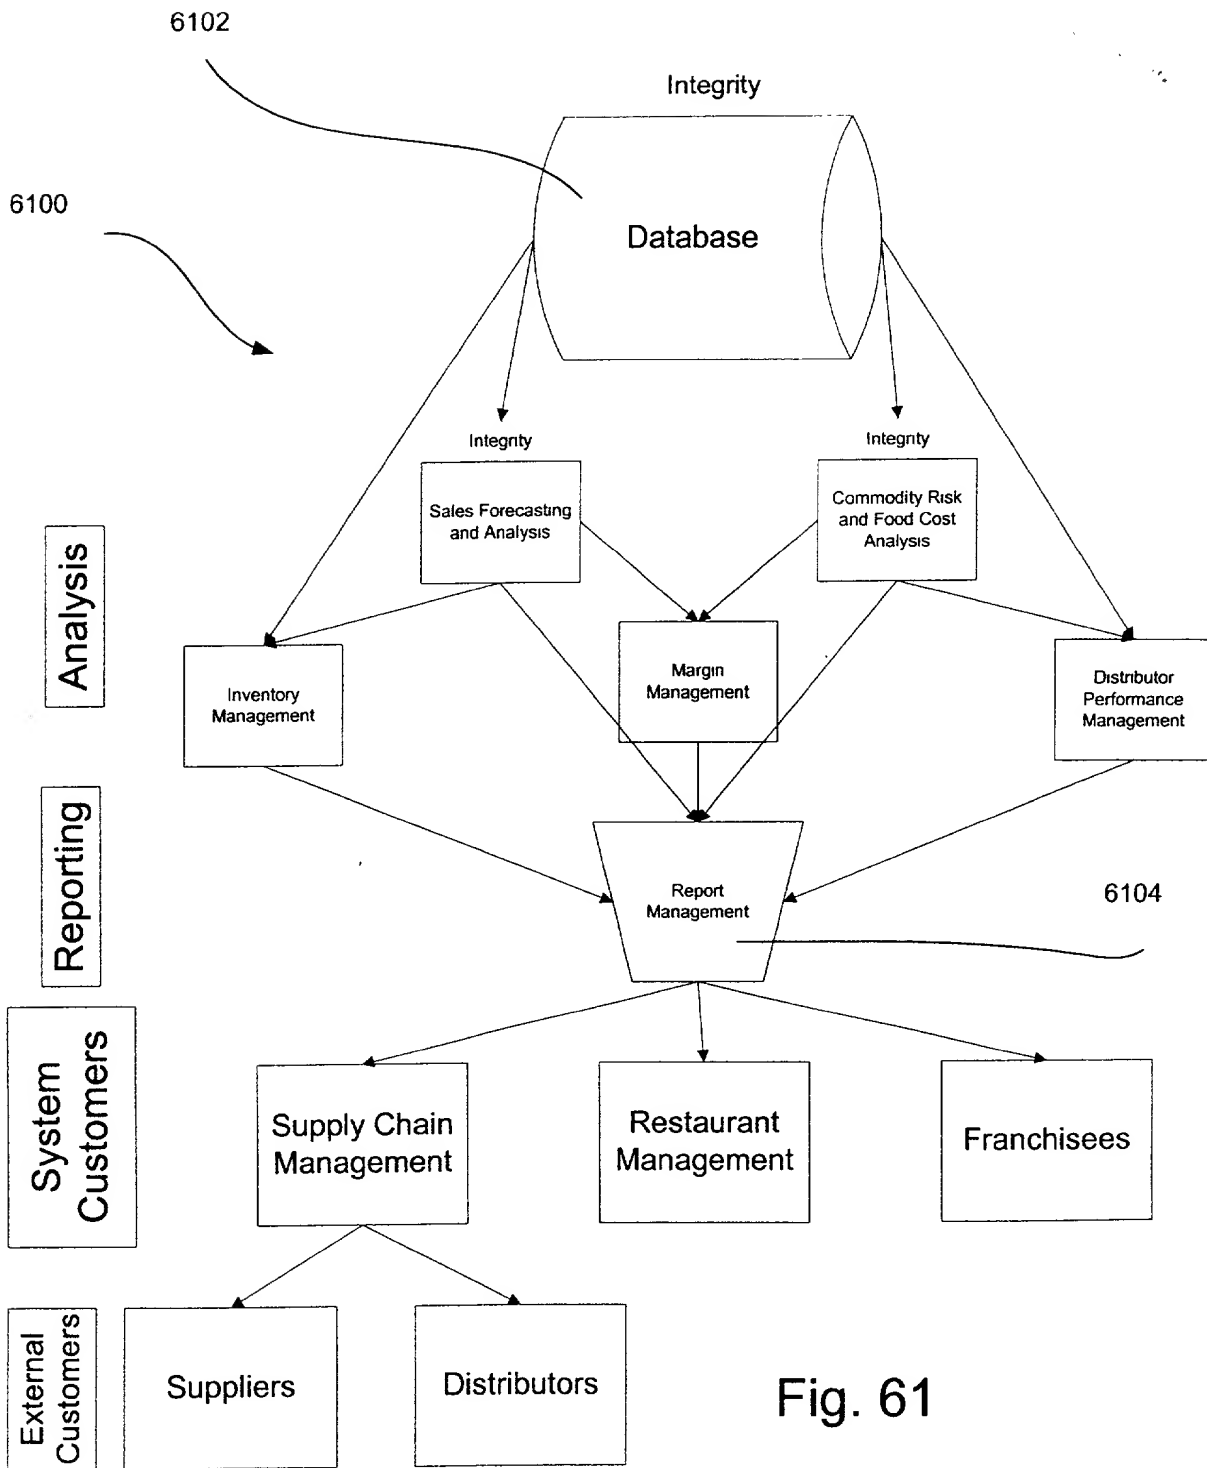 6102
Integrity
6100
Database
Integrity
Integrity
Sales Forecasting
and Analysis
Commodity Risk
and Food Cost
Analysis
Analysis
Inventory
Management
Margin
Management
Distributor
Performance
Management
Reporting
Report
Management
6104
System
Customers
Supply Chain
Management
Restaurant
Management
Franchisees
External
Customers
Suppliers
Distributors
Fig. 61